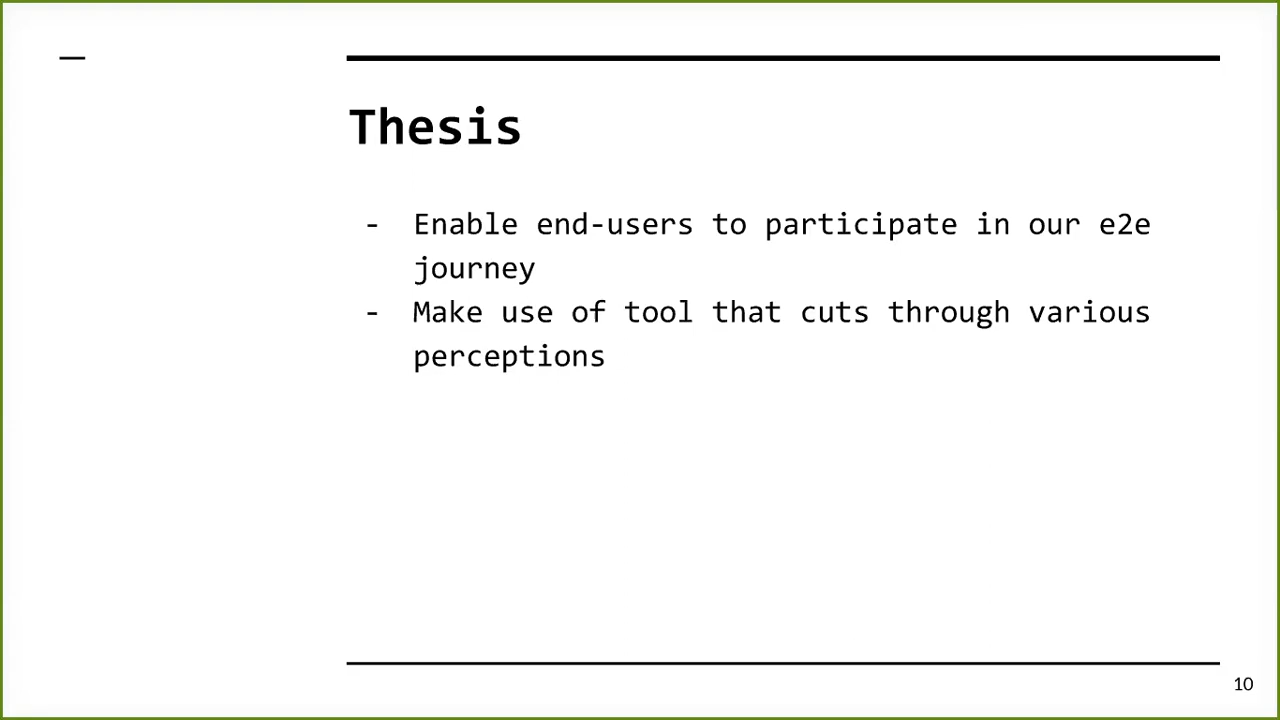 Thesis
- Enable end-users to participate in our e2e
journey
- Make use of tool that cuts through various
perceptions
10